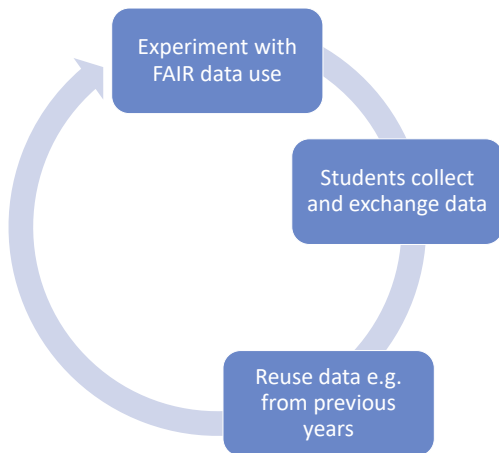 Experiment with
FAIR data use
Students collect
and exchange data
Reuse data e.g.
from previous
years